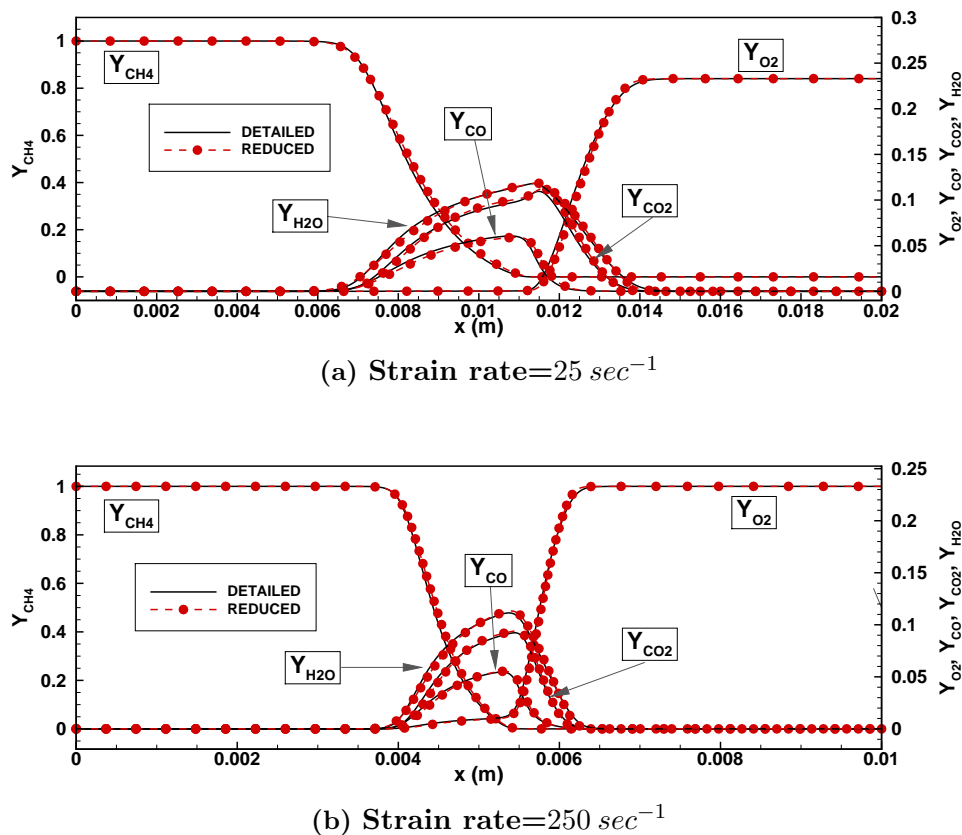 Y_CH4
Y_O2
DETAILED
REDUCED
Y_CO
Y_H2O
Y_CO2
Y_CH4
1
0.8
0.6
0.4
0.2
0
0.3
0.25
0.2
0.15
0.1
0.05
0
Y_O2, Y_CO, Y_CO2, Y_H2O
0 0.002 0.004 0.006 0.008 0.01 0.012 0.014 0.016 0.018 0.02
x (m)
(a) Strain rate=25 sec⁻¹
Y_CH4
Y_O2
DETAILED
REDUCED
Y_CO
Y_H2O
Y_CO2
Y_CH4
1
0.8
0.6
0.4
0.2
0
0.25
0.2
0.15
0.1
0.05
0
Y_O2, Y_CO, Y_CO2, Y_H2O
0 0.002 0.004 0.006 0.008 0.01
x (m)
(b) Strain rate=250 sec⁻¹